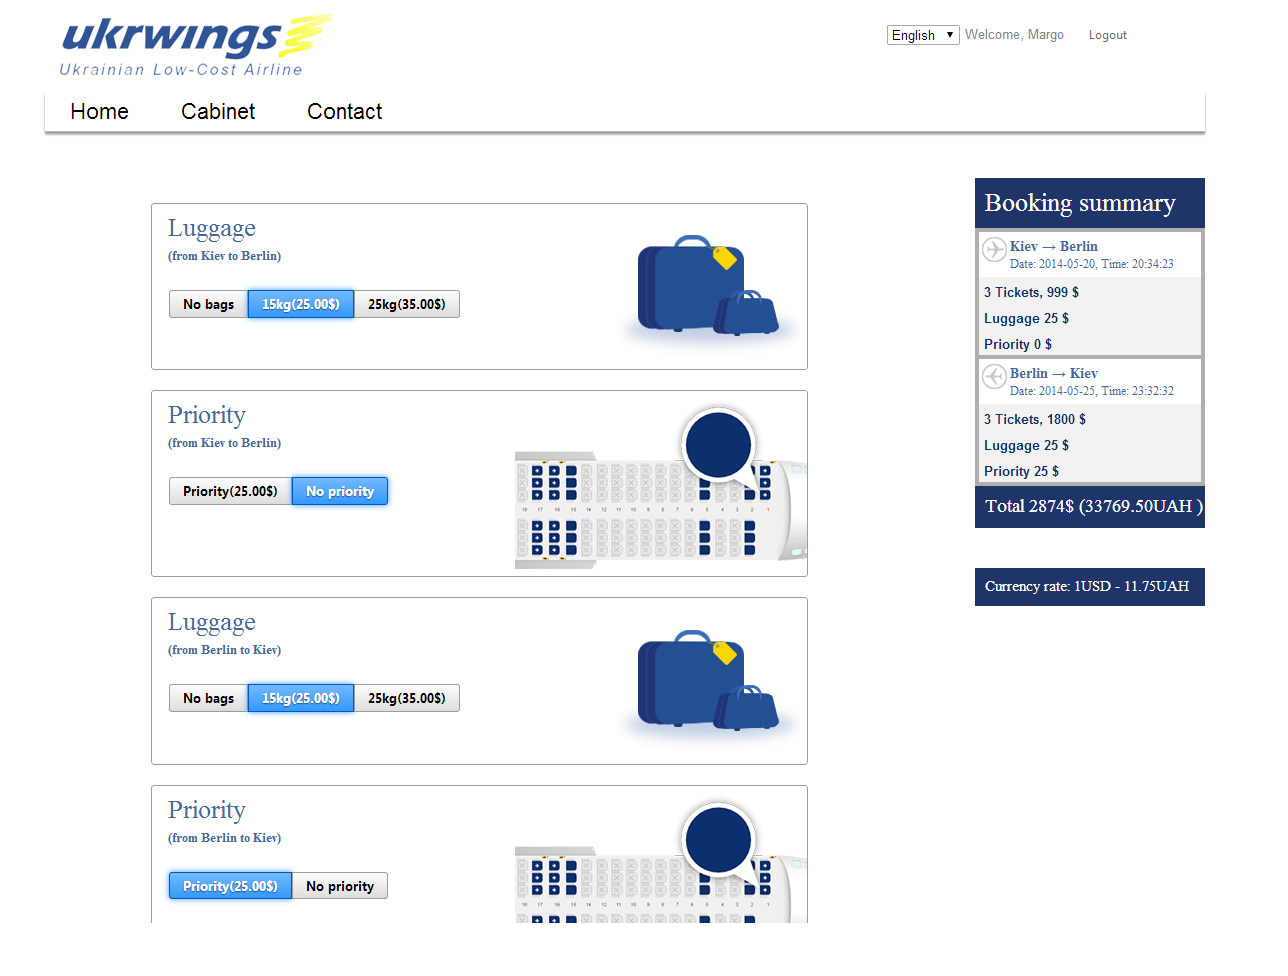 ukrwings
Ukrainian Low-Cost Airline
English
Welcome, Margo
Logout
Home
Cabinet
Contact
Luggage
(from Kiev to Berlin)
No bags
15kg(25.00$)
25kg(35.00$)
Priority
(from Kiev to Berlin)
Priority(25.00$)
No priority
Luggage
(from Berlin to Kiev)
No bags
15kg(25.00$)
25kg(35.00$)
Priority
(from Berlin to Kiev)
Priority(25.00$)
No priority
Booking summary
Kiev → Berlin
Date: 2014-05-20, Time: 20:34:23
3 Tickets, 999 $
Luggage 25 $
Priority 0 $
Berlin → Kiev
Date: 2014-05-25, Time: 23:32:32
3 Tickets, 1800 $
Luggage 25 $
Priority 25 $
Total 2874$ (33769.50UAH )
Currency rate: 1USD - 11.75UAH